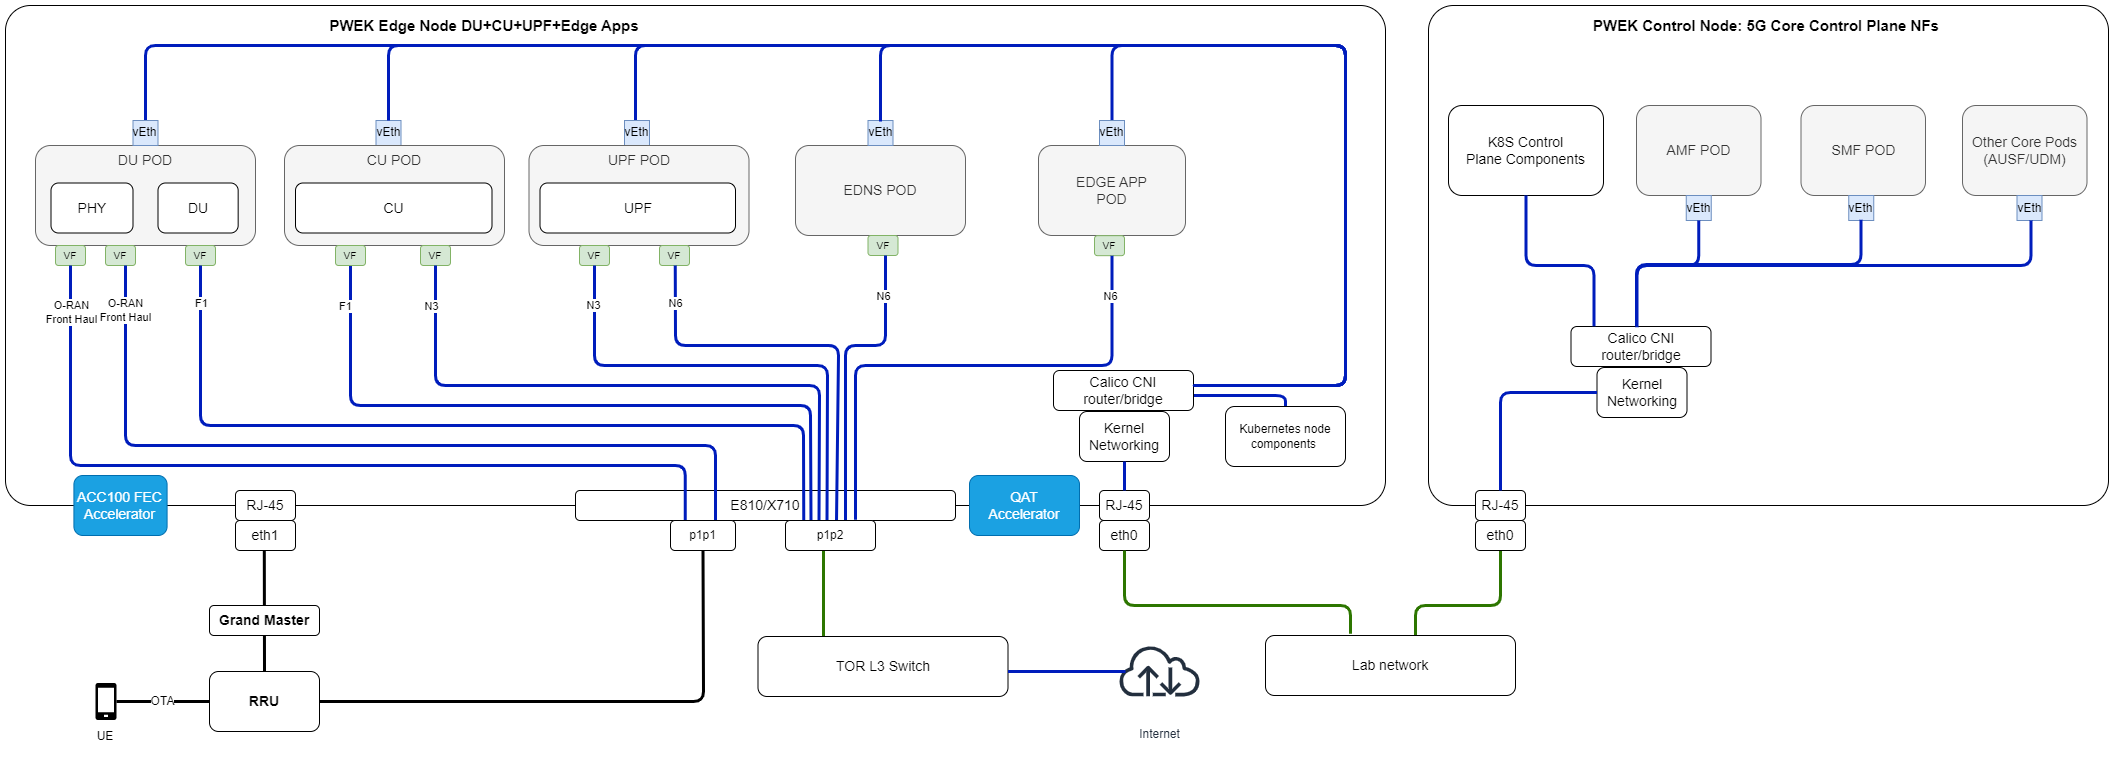 PWEK Edge Node DU+CU+UPF+Edge Apps
PWEK Control Node: 5G Core Control Plane NFs
vEth
vEth
vEth
vEth
vEth
DU POD
PHY
DU
CU POD
CU
UPF POD
UPF
EDNS POD
EDGE APP
POD
K8S Control
Plane Components
AMF POD
SMF POD
Other Core Pods
(AUSF/UDM)
vEth
vEth
vEth
VF
VF
VF
VF
VF
VF
VF
VF
VF
O-RAN
Front Haul
O-RAN
Front Haul
F1
F1
N3
N3
N6
N6
N6
Calico CNI
router/bridge
Kernel
Networking
Kubernetes node
components
Calico CNI
router/bridge
Kernel
Networking
ACC100 FEC
Accelerator
RJ-45
eth1
E810/X710
p1p1
p1p2
QAT
Accelerator
RJ-45
eth0
RJ-45
eth0
Grand Master
RRU
OTA
UE
TOR L3 Switch
Internet
Lab network